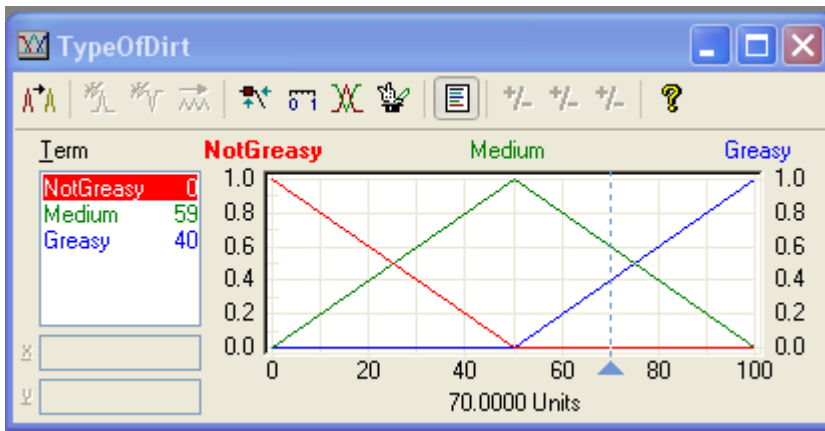 TypeOfDirt
Term
NotGreasy Medium Greasy
NotGreasy 0
Medium 59
Greasy 40
1.0 1.0
0.8 0.8
0.6 0.6
0.4 0.4
0.2 0.2
0.0 0.0
0 20 40 60 80 100
70.0000 Units
x
y